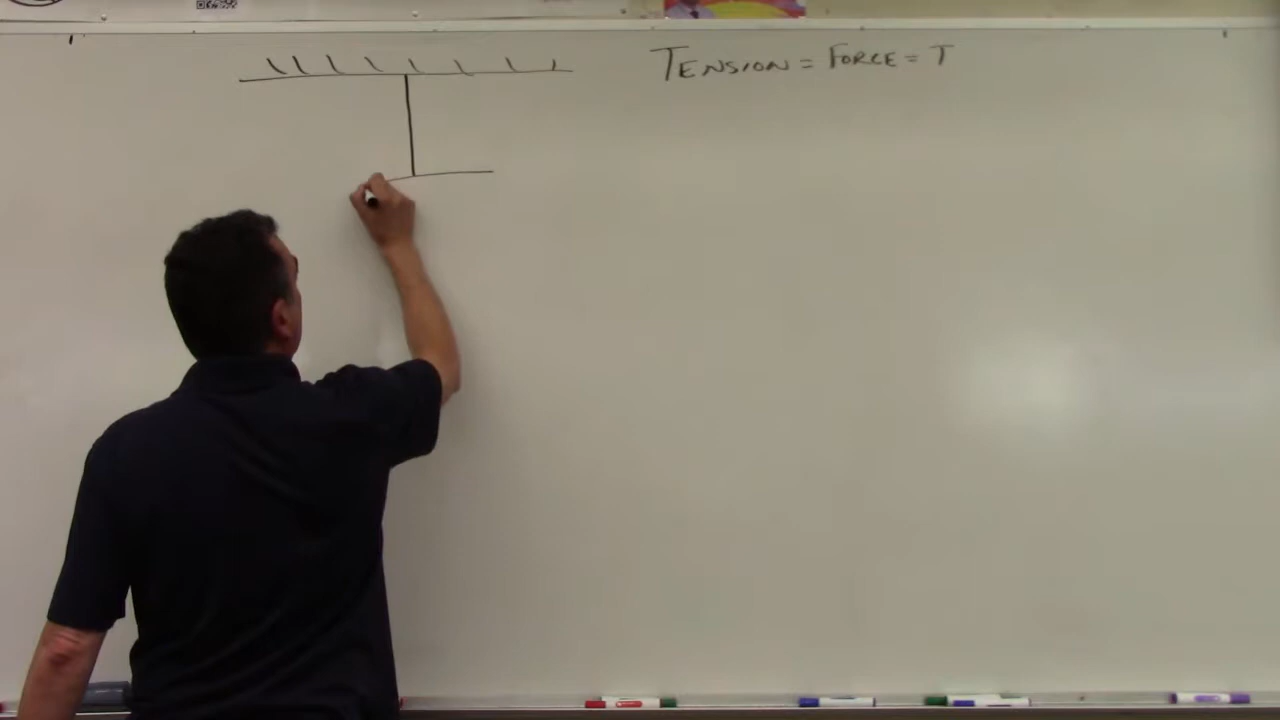 TENSION = FORCE = T